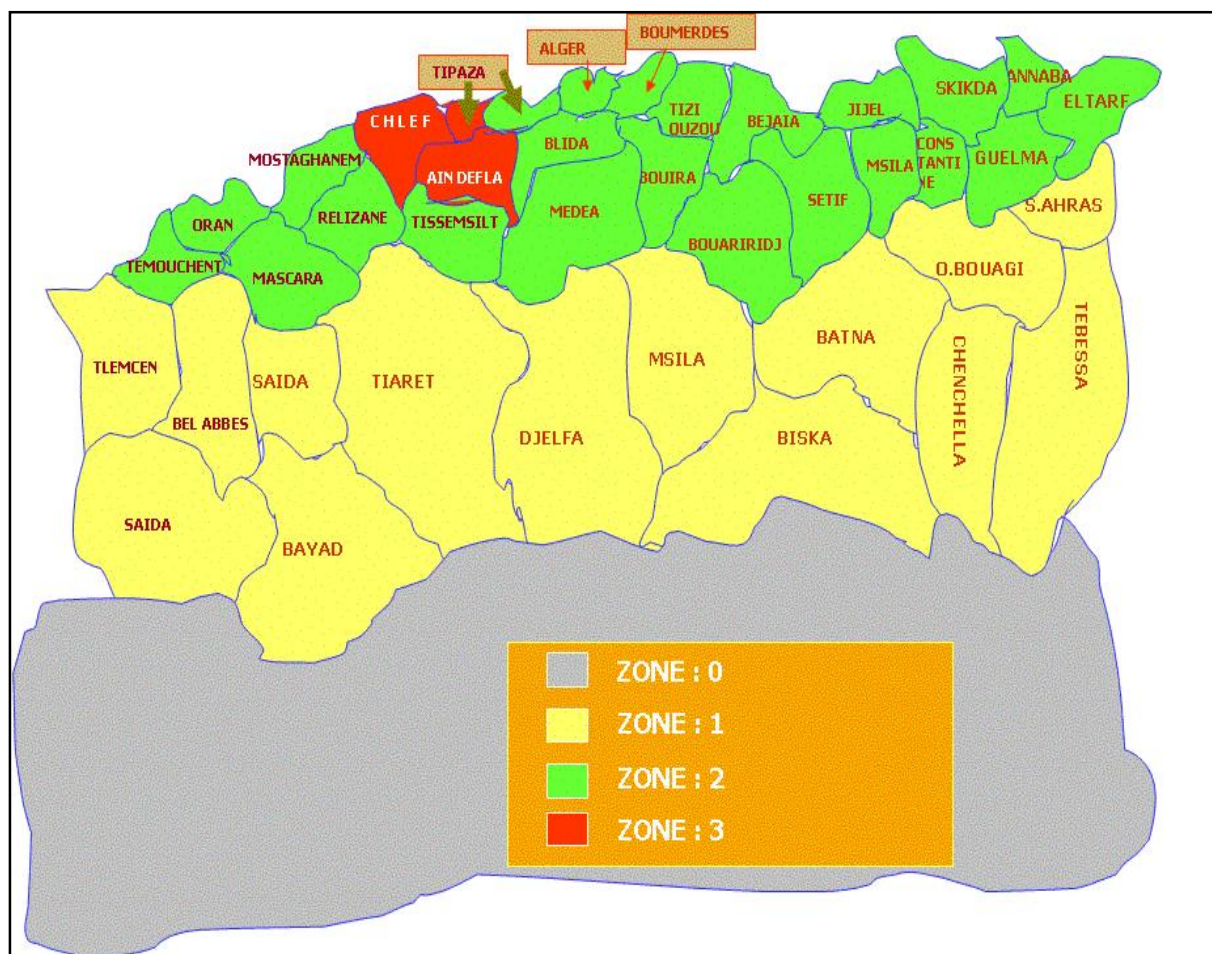 BOUMERDES
ALGER
TIPAZA
ANNABA
SKIKDA
ELTARF
C H L E F
TIZI
OUZOU
BEJAIA
JIJEL
BLIDA
CONS
TANTI
NE
MOSTAGHANEM
GUELMA
MSILA
AIN DEFLA
BOUIRA
SETIF
S.AHRAS
MEDEA
ORAN
RELIZANE
TISSEMSILT
BOUARIRIDJ
TEMOUCHENT
MASCARA
O.BOUAGI
TEBESSA
BATNA
CHENCHELLA
MSILA
TLEMCEN
SAIDA
TIARET
BEL ABBES
DJELFA
BISKA
SAIDA
BAYAD
ZONE : 0
ZONE : 1
ZONE : 2
ZONE : 3